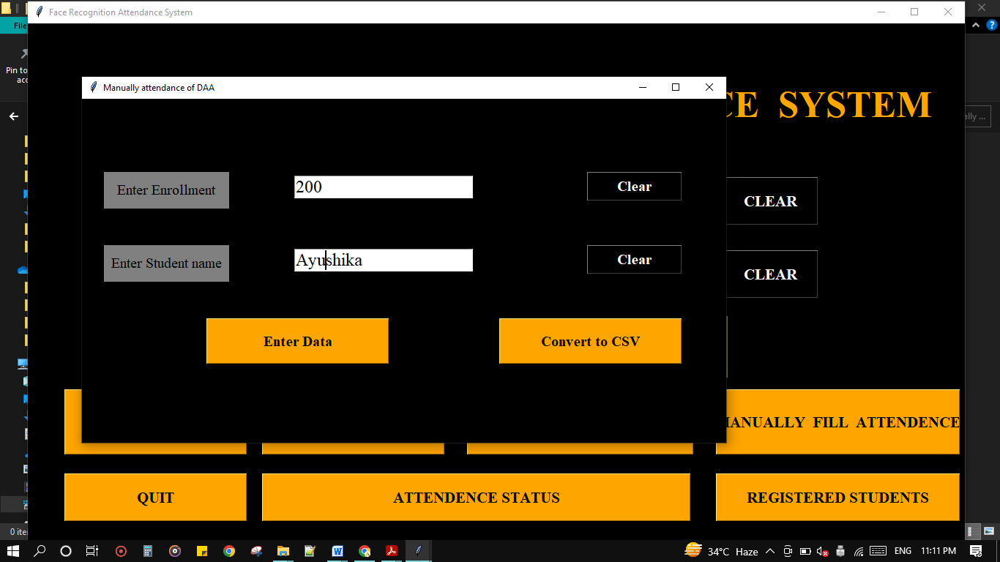 Face Recognition Attendance System
File
Pin to
acc
Manually attendance of DAA
CE SYSTEM
ally ...
Enter Enrollment
200
Clear
CLEAR
Enter Student name
Ayushika
Clear
CLEAR
Enter Data
Convert to CSV
MANUALLY FILL ATTENDENCE
QUIT
ATTENDENCE STATUS
REGISTERED STUDENTS
0 iter
34°C Haze
ENG
11:11 PM